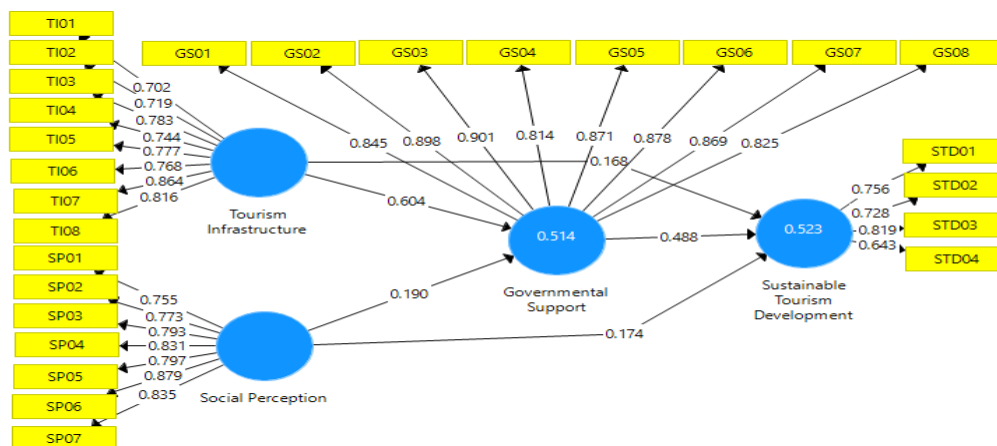 TI01
TI02
TI03
TI04
TI05
TI06
TI07
TI08
0.702
0.719
0.783
0.744
0.777
0.768
0.864
0.816
Tourism
Infrastructure
SP01
SP02
SP03
SP04
SP05
SP06
SP07
0.755
0.773
0.793
0.831
0.797
0.879
0.835
Social Perception
GS01
GS02
GS03
GS04
GS05
GS06
GS07
GS08
0.845
0.898
0.901
0.814
0.871
0.878
0.869
0.825
0.168
0.604
0.190
0.514
Governmental
Support
0.488
0.174
0.523
Sustainable
Tourism
Development
0.756
0.728
0.819
0.643
STD01
STD02
STD03
STD04